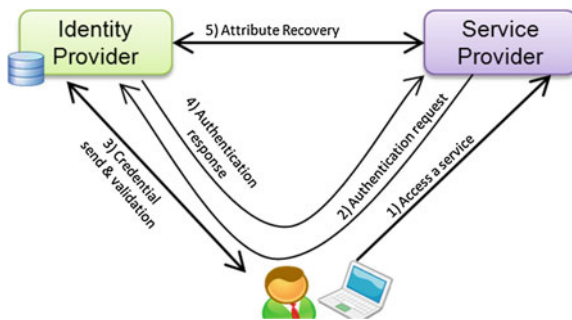 Identity
Provider
5) Attribute Recovery
Service
Provider
4) Authentication
response
3) Credential
send & validation
2) Authentication request
1) Access a service